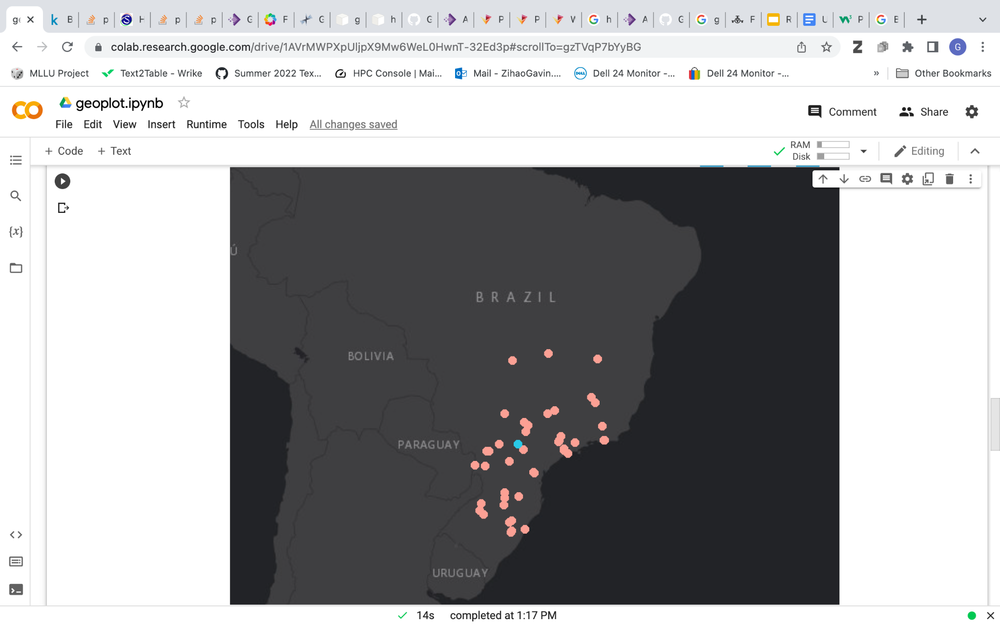 ge
k B
p
S H
p
p
G
F
G
g
h
G
A
P
P
V
G h
A
G
G g
F
R
U
w3 P
G E
colab.research.google.com/drive/1AVrMWPXpUljpX9Mw6WeL0HwnT-32Ed3p#scrollTo=gzTVqP7bYyBG
Z
G
MLLU Project
Text2Table - Wrike
Summer 2022 Tex...
HPC Console | Mai...
Mail - ZihaoGavin....
DELL
Dell 24 Monitor -...
Dell 24 Monitor -...
»
Other Bookmarks
CO
geoplot.ipynb
Comment
Share
File Edit View Insert Runtime Tools Help All changes saved
+ Code + Text
RAM
Disk
Editing
{x}
Ú
BRAZIL
BOLIVIA
PARAGUAY
URUGUAY
14s completed at 1:17 PM